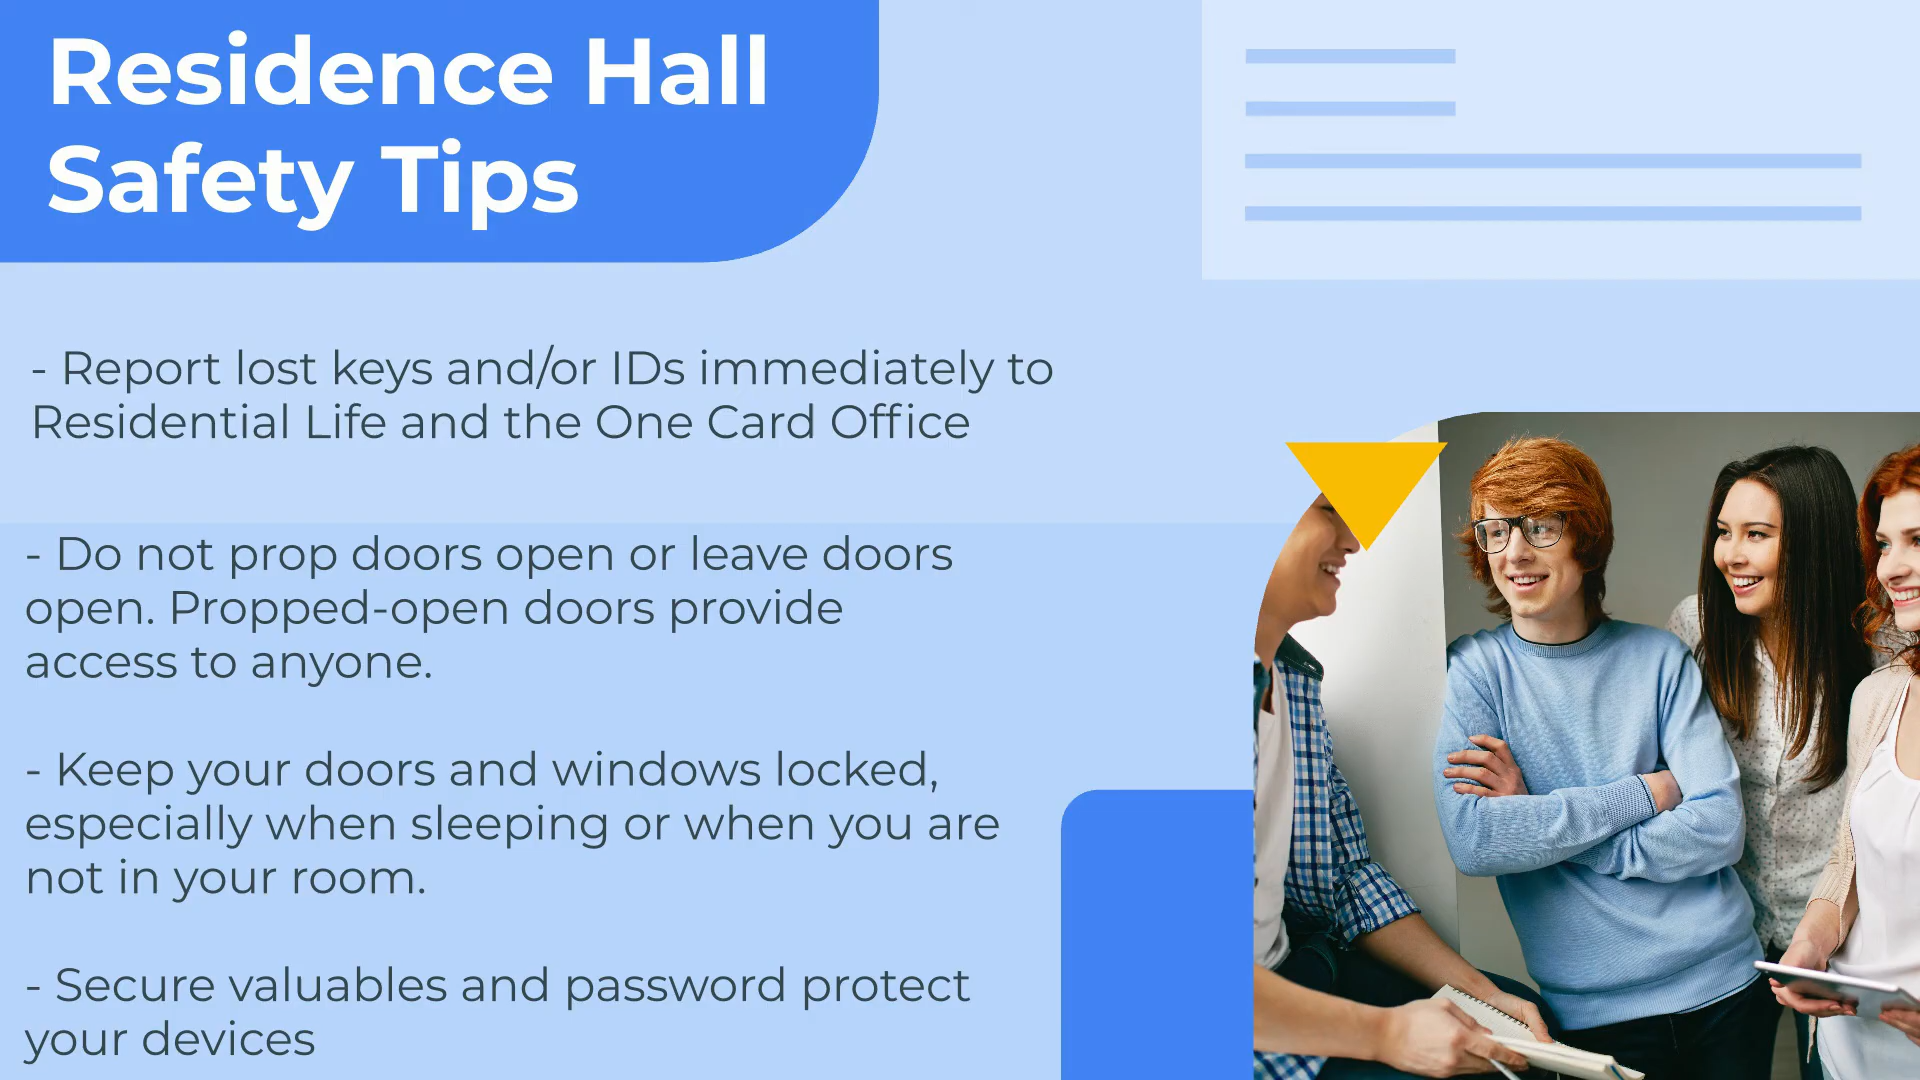 Residence Hall
Safety Tips
- Report lost keys and/or IDs immediately to
Residential Life and the One Card Office
- Do not prop doors open or leave doors
open. Propped-open doors provide
access to anyone.
- Keep your doors and windows locked,
especially when sleeping or when you are
not in your room.
- Secure valuables and password protect
your devices